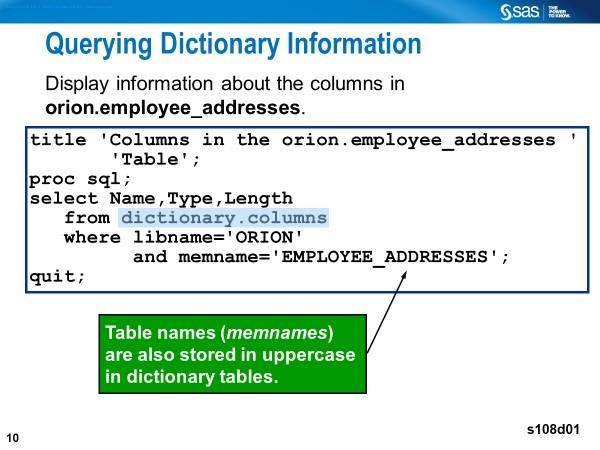 sas
THE
POWER
TO KNOW.
Querying Dictionary Information
Display information about the columns in
orion.employee_addresses.
title 'Columns in the orion.employee_addresses '
'Table';
proc sql;
select Name,Type,Length
from dictionary.columns
where libname='ORION'
and memname='EMPLOYEE_ADDRESSES';
quit;
Table names (memnames)
are also stored in uppercase
in dictionary tables.
10
s108d01